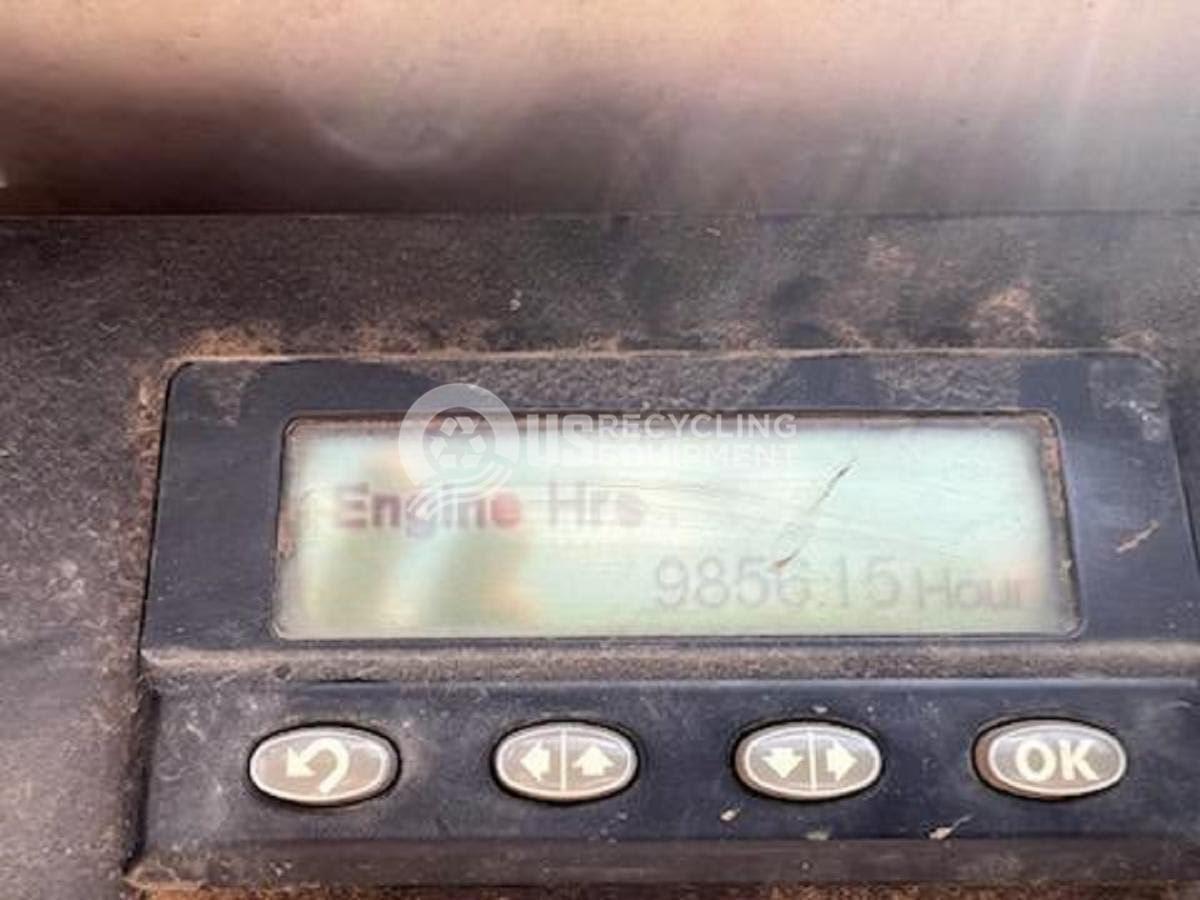 US RECYCLING
EQUIPMENT
Engine Hrs
9856.15 Hour
OK